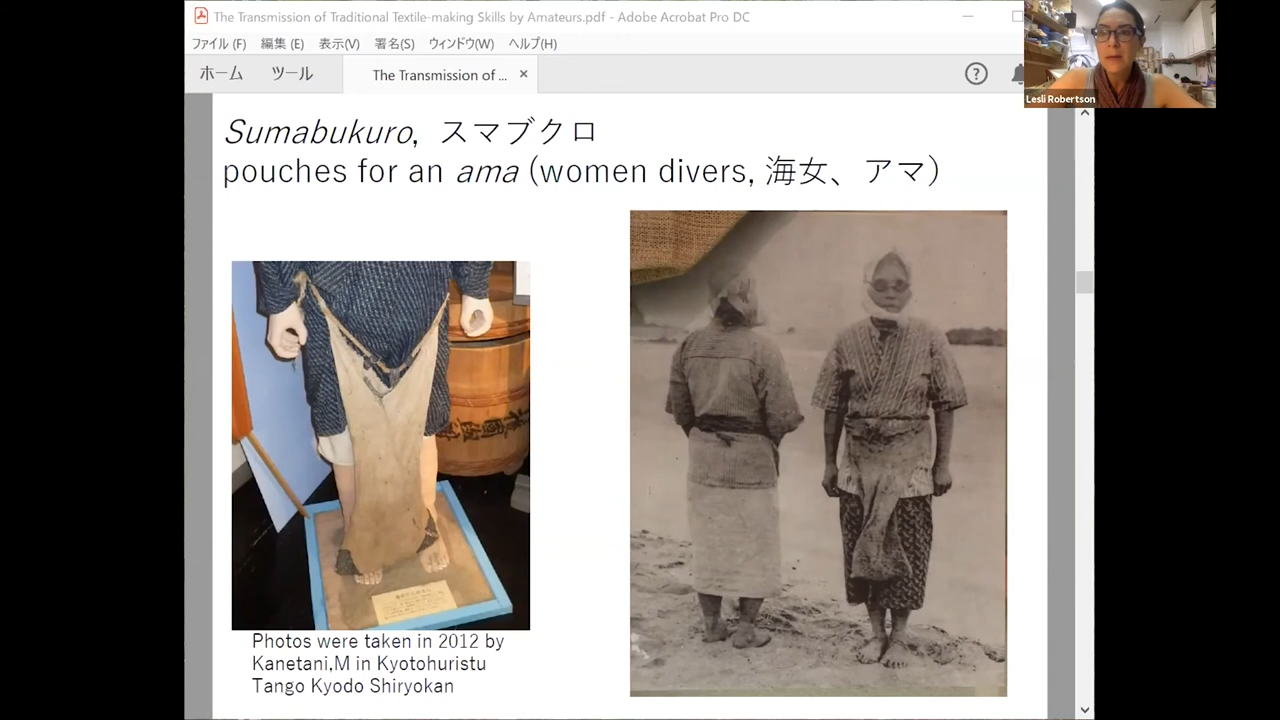 The Transmission of Traditional Textile-making Skills by Amateurs.pdf - Adobe Acrobat Pro DC
ファイル(F) 編集(E) 表示(V) 署名(S) ウィンドウ(W) ヘルプ(H)
ホーム ツール The Transmission of ... ×
Lesli Robertson
Sumabukuro, スマブクロ
pouches for an ama (women divers, 海女、アマ)
Photos were taken in 2012 by
Kanetani,M in Kyotohuristu
Tango Kyodo Shiryokan